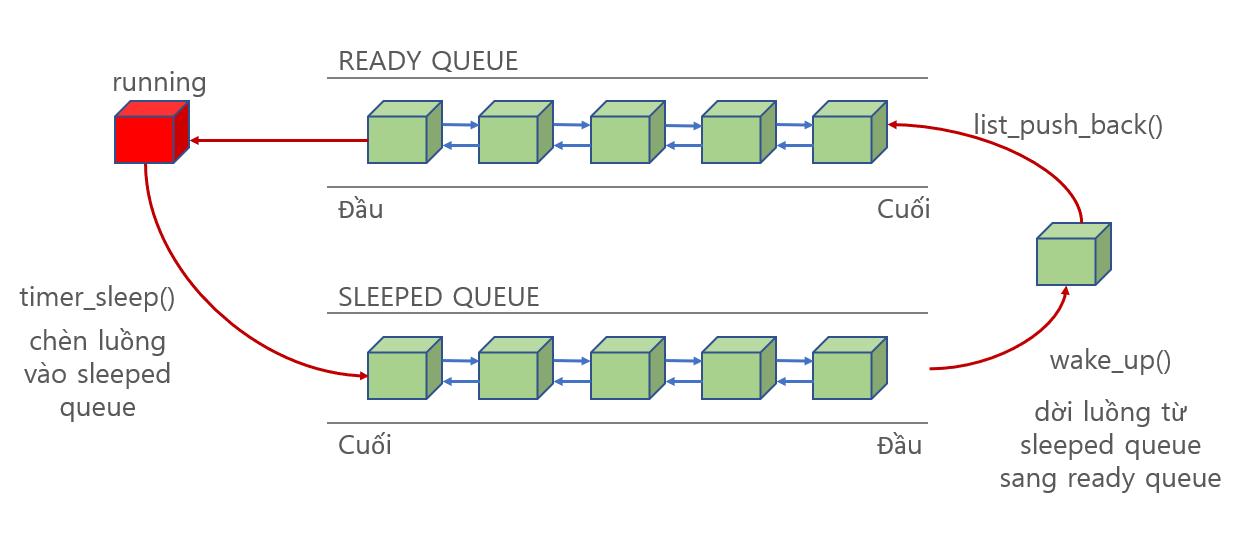 READY QUEUE
running
list_push_back()
Đầu
Cuối
timer_sleep()
chèn luồng
vào sleeped
queue
SLEEPED QUEUE
wake_up()
dời luồng từ
sleeped queue
sang ready queue
Cuối
Đầu